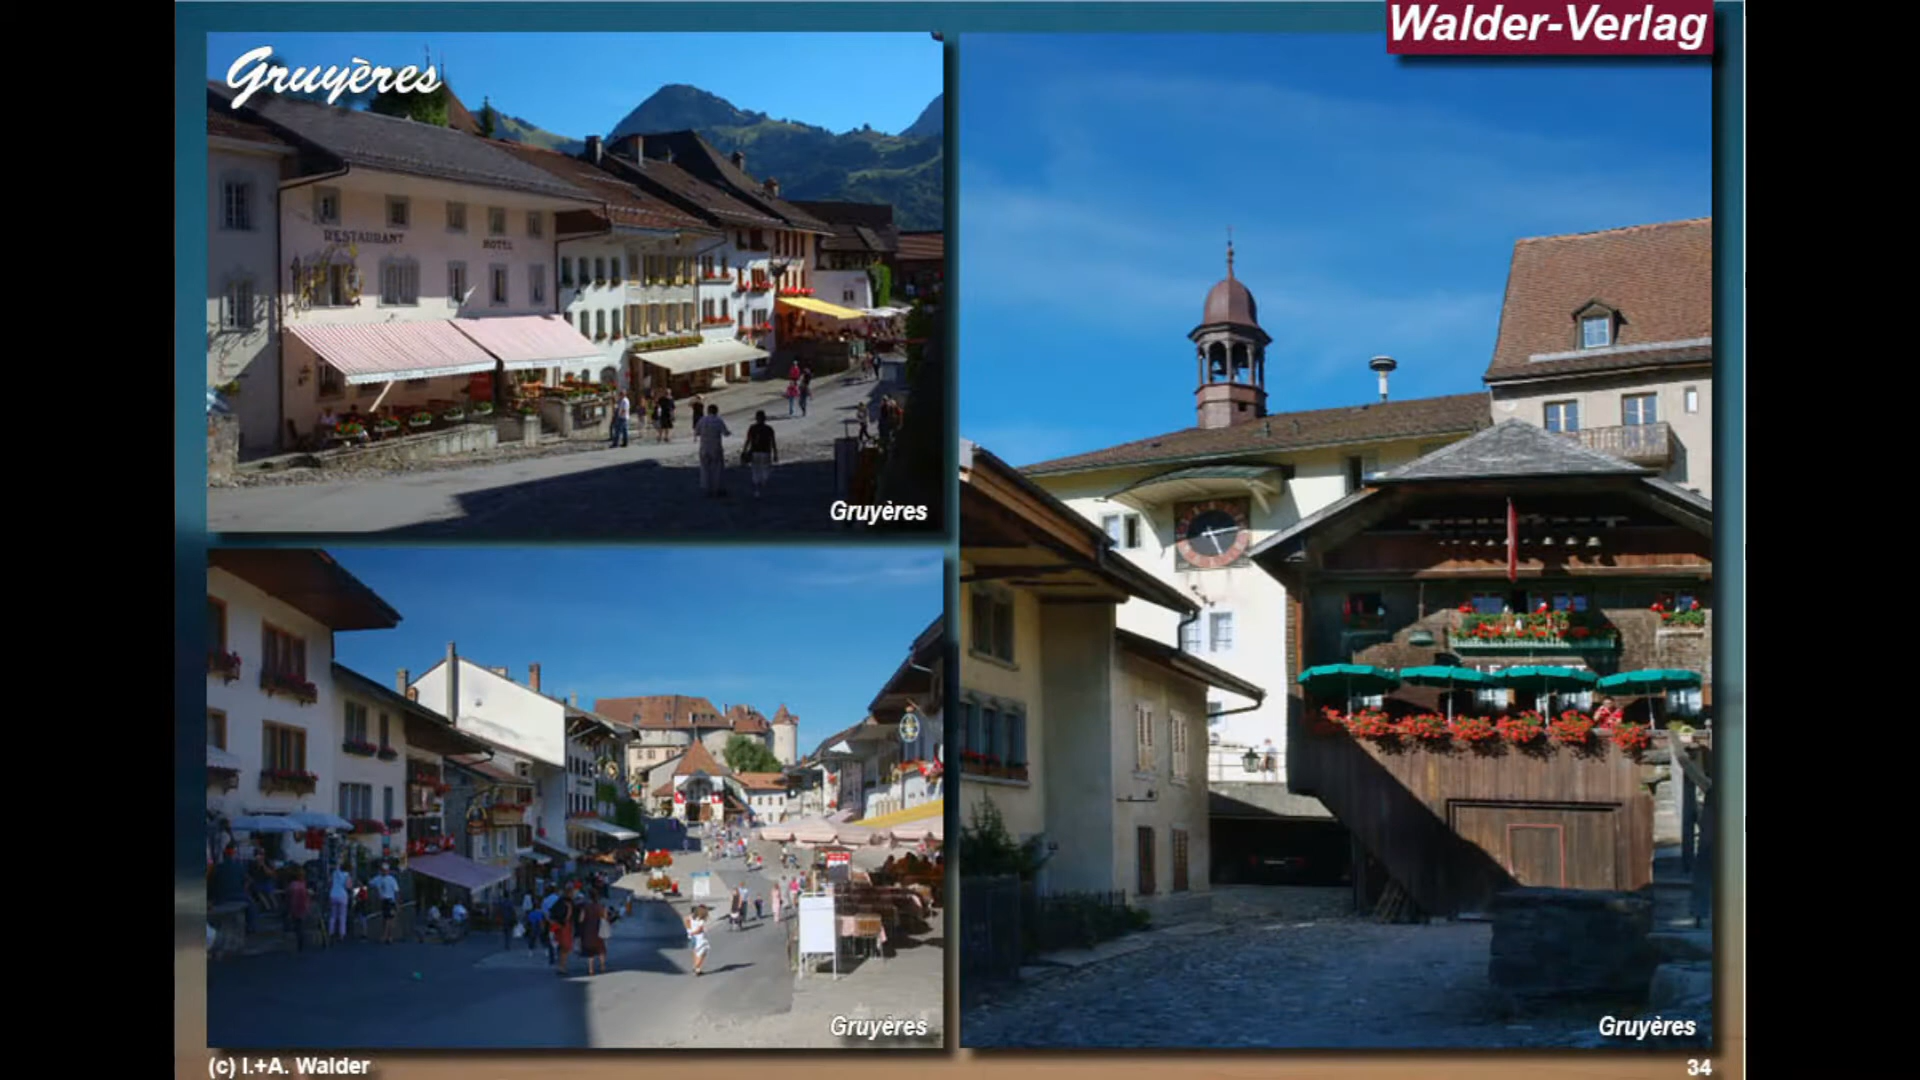 Walder-Verlag
Gruyères
RESTAURANT
HOTEL
Gruyères
Gruyères
Gruyères
(c) I.+A. Walder
34